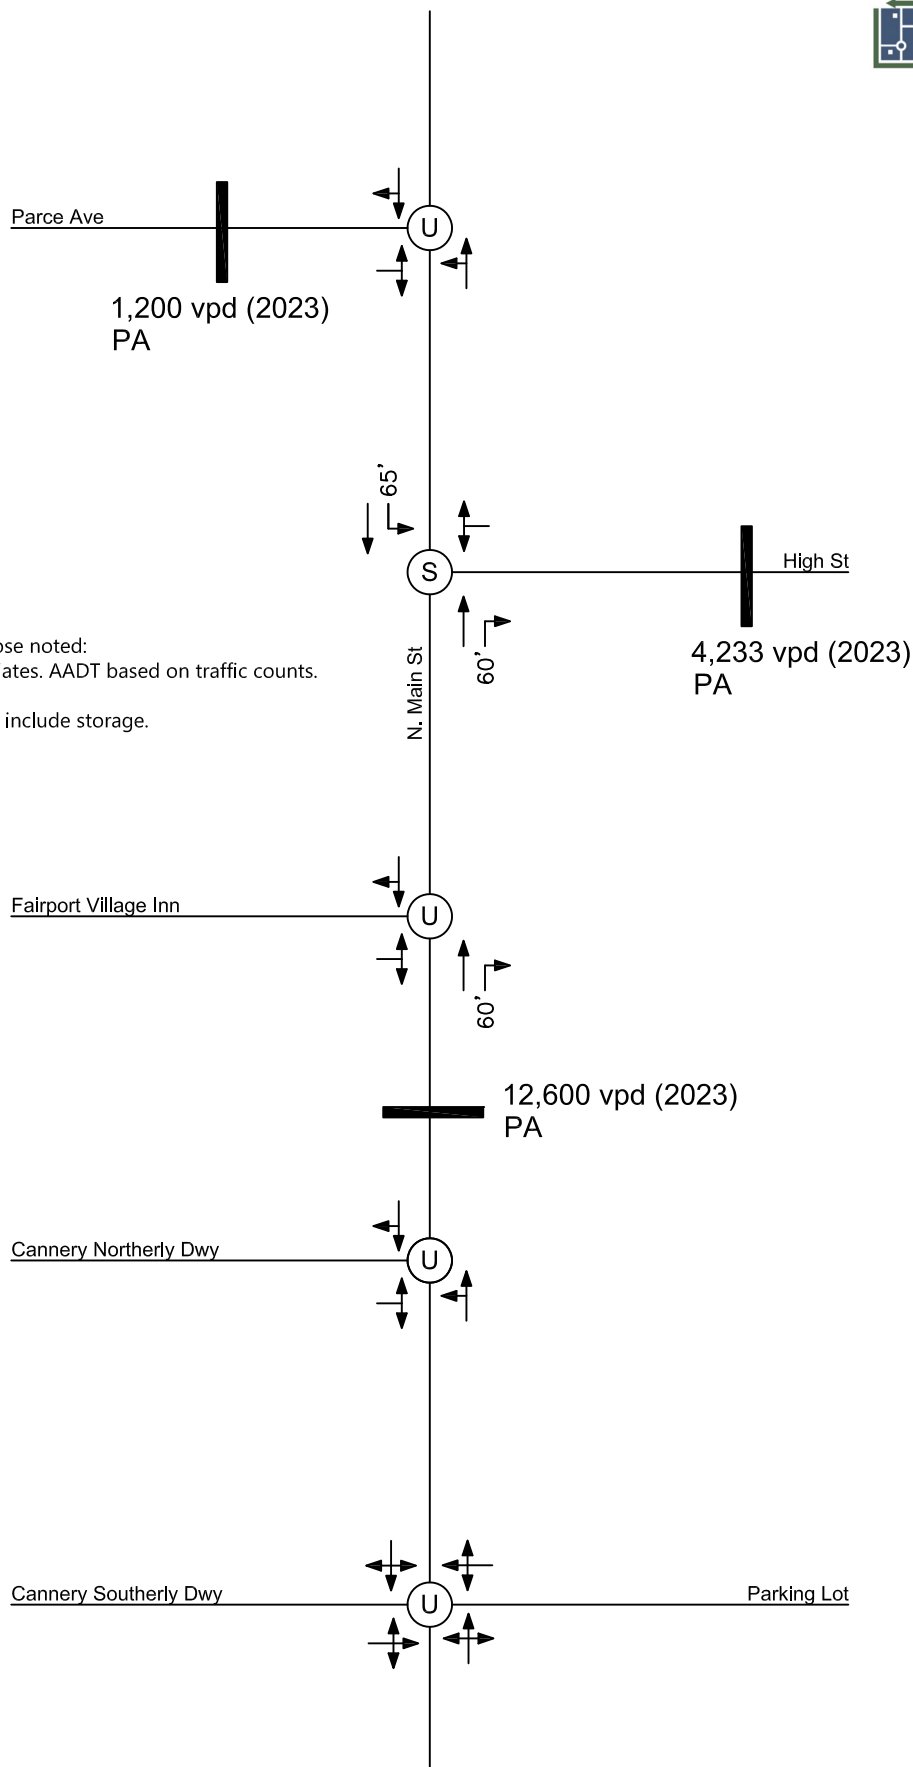 Parce Ave
U
1,200 vpd (2023)
PA
65’
S
High St
60’
N. Main St
4,233 vpd (2023)
PA
noted:
AADT based on traffic counts.
include storage.
Fairport Village Inn
U
60’
12,600 vpd (2023)
PA
Cannery Northerly Dwy
U
Cannery Southerly Dwy
U
Parking Lot